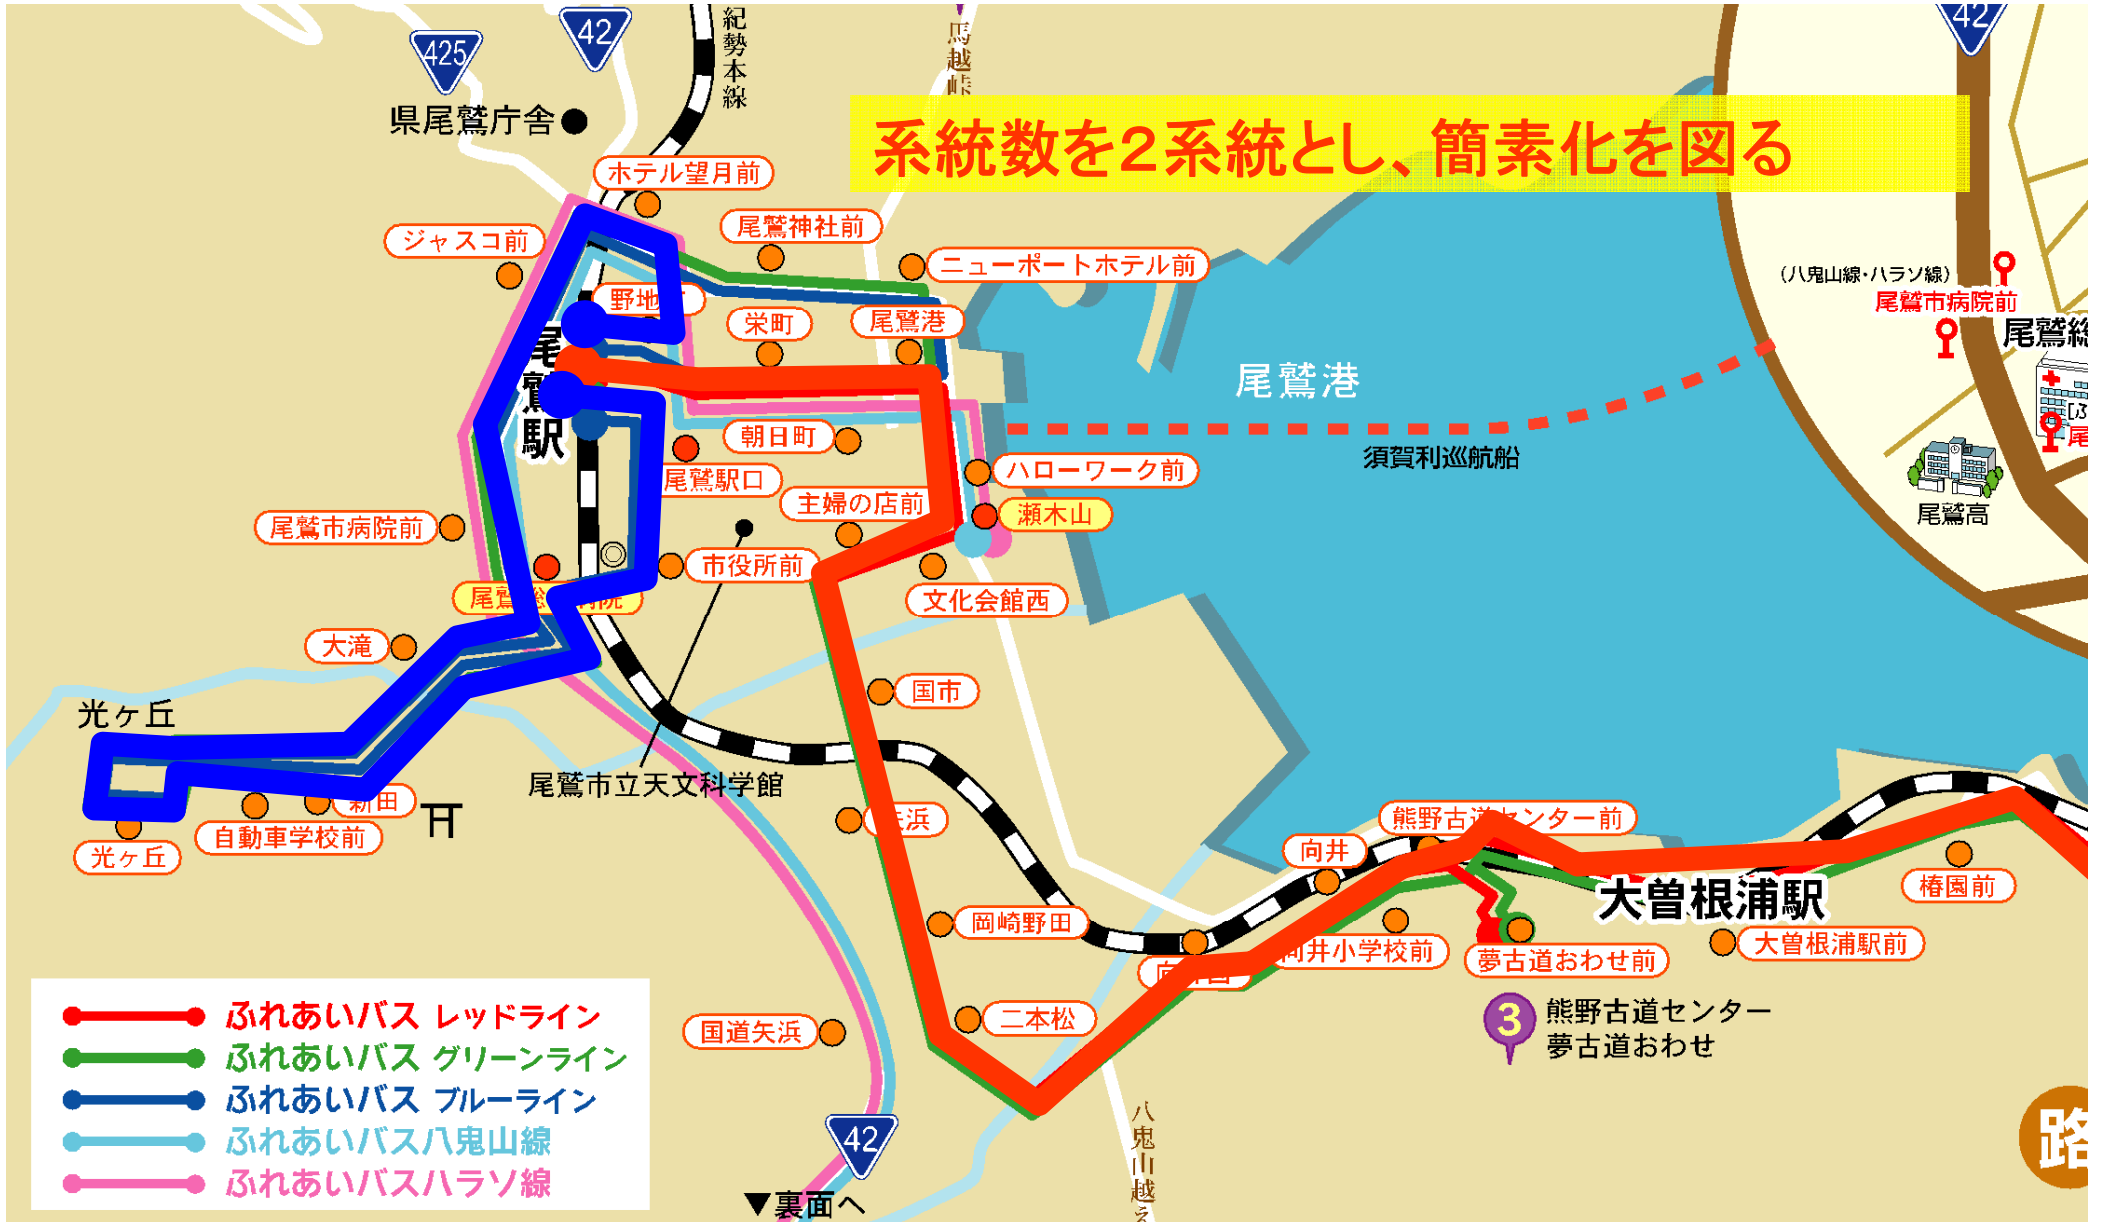 425
42
紀勢本線
馬越峠
42
県尾鷲庁舎
系統数を2系統とし、簡素化を図る
ホテル望月前
ジャスコ前
尾鷲神社前
ニューポートホテル前
(八鬼山線・ハラソ線)
尾鷲市病院前
野地
栄町
尾鷲港
尾鷲総
尾鷲駅
尾鷲港
[ふ
尾
朝日町
須賀利巡航船
尾鷲駅口
ハローワーク前
主婦の店前
瀬木山
尾鷲高
尾鷲市病院前
市役所前
尾鷲総 病院
文化会館西
大滝
国市
光ヶ丘
尾鷲市立天文科学館
新田
自動車学校前
光ヶ丘
矢浜
熊野古道センター前
向井
大曽根浦駅
椿園前
岡崎野田
向井小学校前
夢古道おわせ前
大曽根浦駅前
二本松
国道矢浜
3
熊野古道センター
夢古道おわせ
ふれあいバス レッドライン
ふれあいバス グリーンライン
ふれあいバス ブルーライン
ふれあいバス八鬼山線
ふれあいバスハラソ線
42
八鬼山越え
路
▼裏面へ